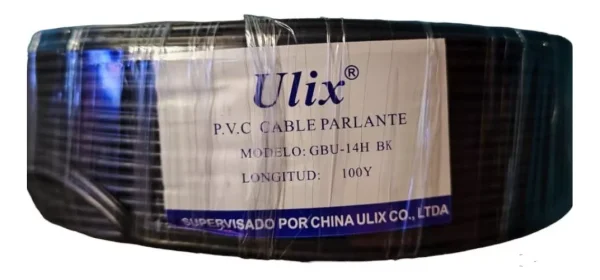 Ulix®
P.V.C CABLE PARLANTE
MODELO: GBU-14H BK
LONGITUD: 100Y
SUPERVISADO POR CHINA ULIX CO., LTDA